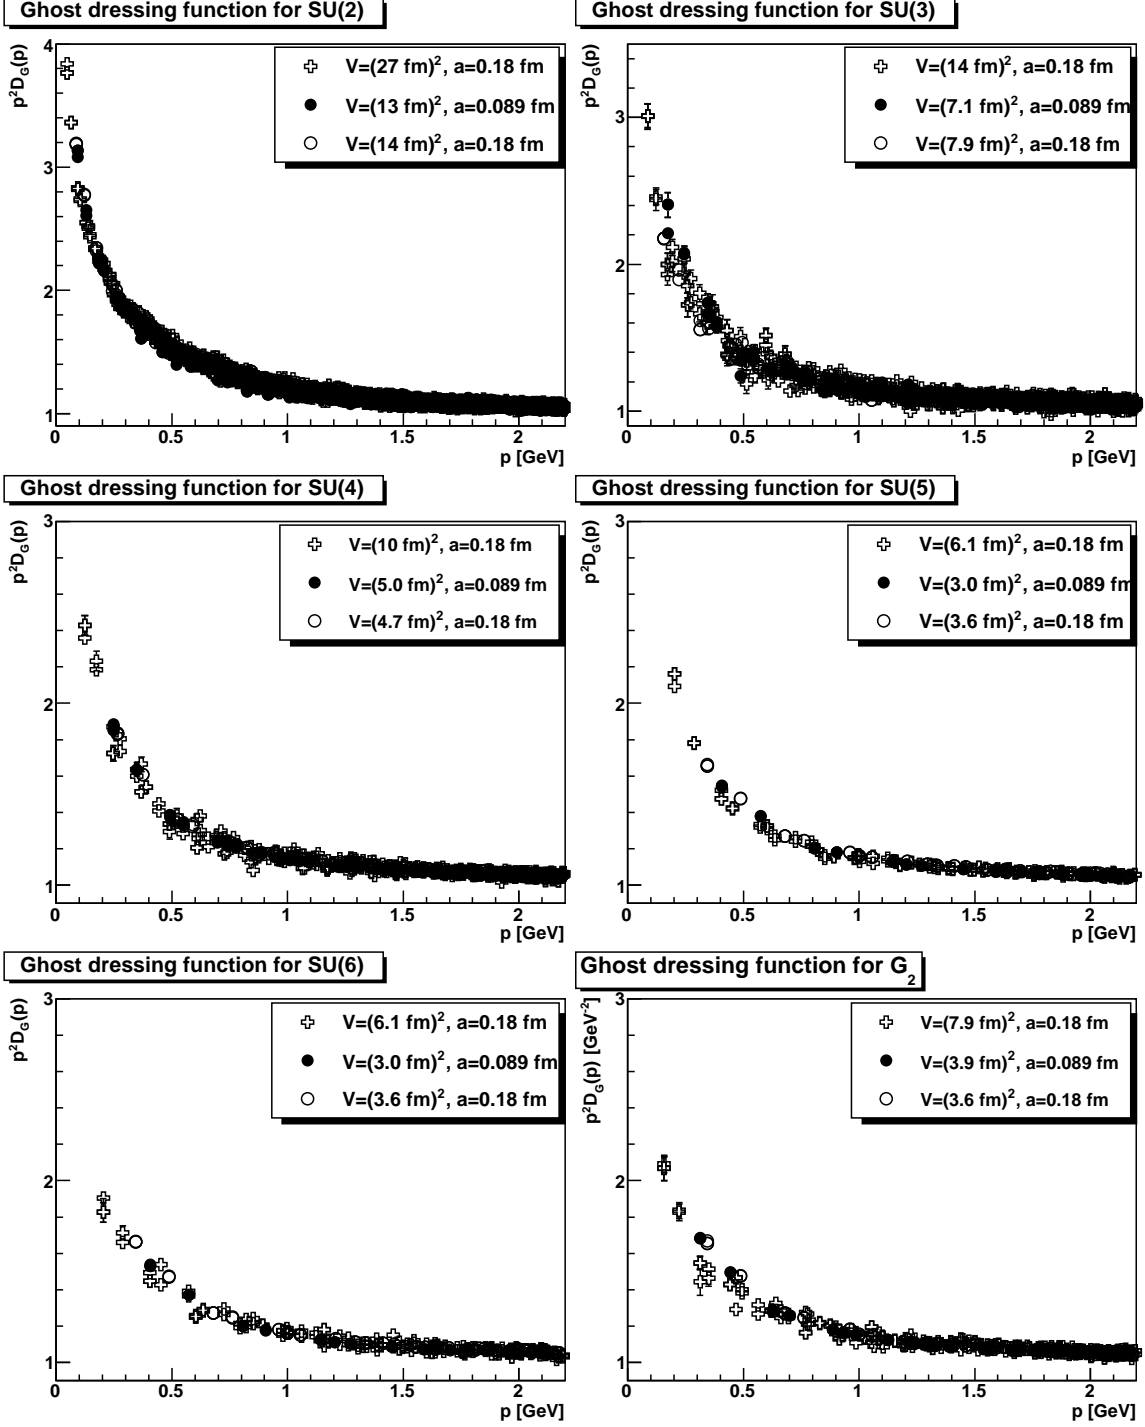 Ghost dressing function for SU(2)
p²D_G(p)
4
3
2
1
V=(27 fm)², a=0.18 fm
V=(13 fm)², a=0.089 fm
V=(14 fm)², a=0.18 fm
0 0.5 1 1.5 2
p [GeV]
Ghost dressing function for SU(3)
p²D_G(p)
3
2
1
V=(14 fm)², a=0.18 fm
V=(7.1 fm)², a=0.089 fm
V=(7.9 fm)², a=0.18 fm
0 0.5 1 1.5 2
p [GeV]
Ghost dressing function for SU(4)
p²D_G(p)
3
2
1
V=(10 fm)², a=0.18 fm
V=(5.0 fm)², a=0.089 fm
V=(4.7 fm)², a=0.18 fm
0 0.5 1 1.5 2
p [GeV]
Ghost dressing function for SU(5)
p²D_G(p)
3
2
1
V=(6.1 fm)², a=0.18 fm
V=(3.0 fm)², a=0.089 fm
V=(3.6 fm)², a=0.18 fm
0 0.5 1 1.5 2
p [GeV]
Ghost dressing function for SU(6)
p²D_G(p)
3
2
1
V=(6.1 fm)², a=0.18 fm
V=(3.0 fm)², a=0.089 fm
V=(3.6 fm)², a=0.18 fm
0 0.5 1 1.5 2
p [GeV]
Ghost dressing function for G₂
p²D_G(p) [GeV⁻²]
3
2
1
V=(7.9 fm)², a=0.18 fm
V=(3.9 fm)², a=0.089 fm
V=(3.6 fm)², a=0.18 fm
0 0.5 1 1.5 2
p [GeV]